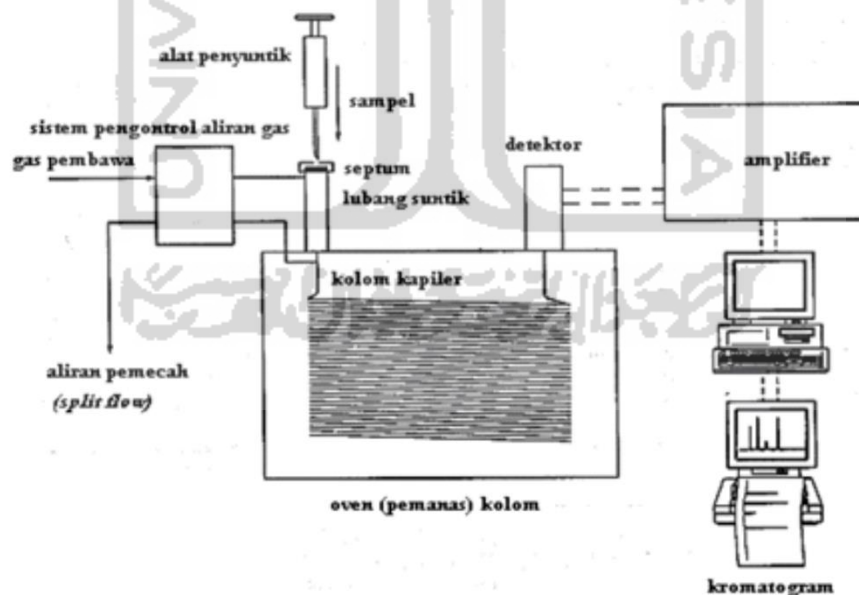 alat penyuntik
sampel
sistem pengontrol aliran gas
gas pembawa
septum
lubang suntik
detektor
amplifier
kolom kapiler
aliran pemecah
(split flow)
oven (pemanas) kolom
kromatogram